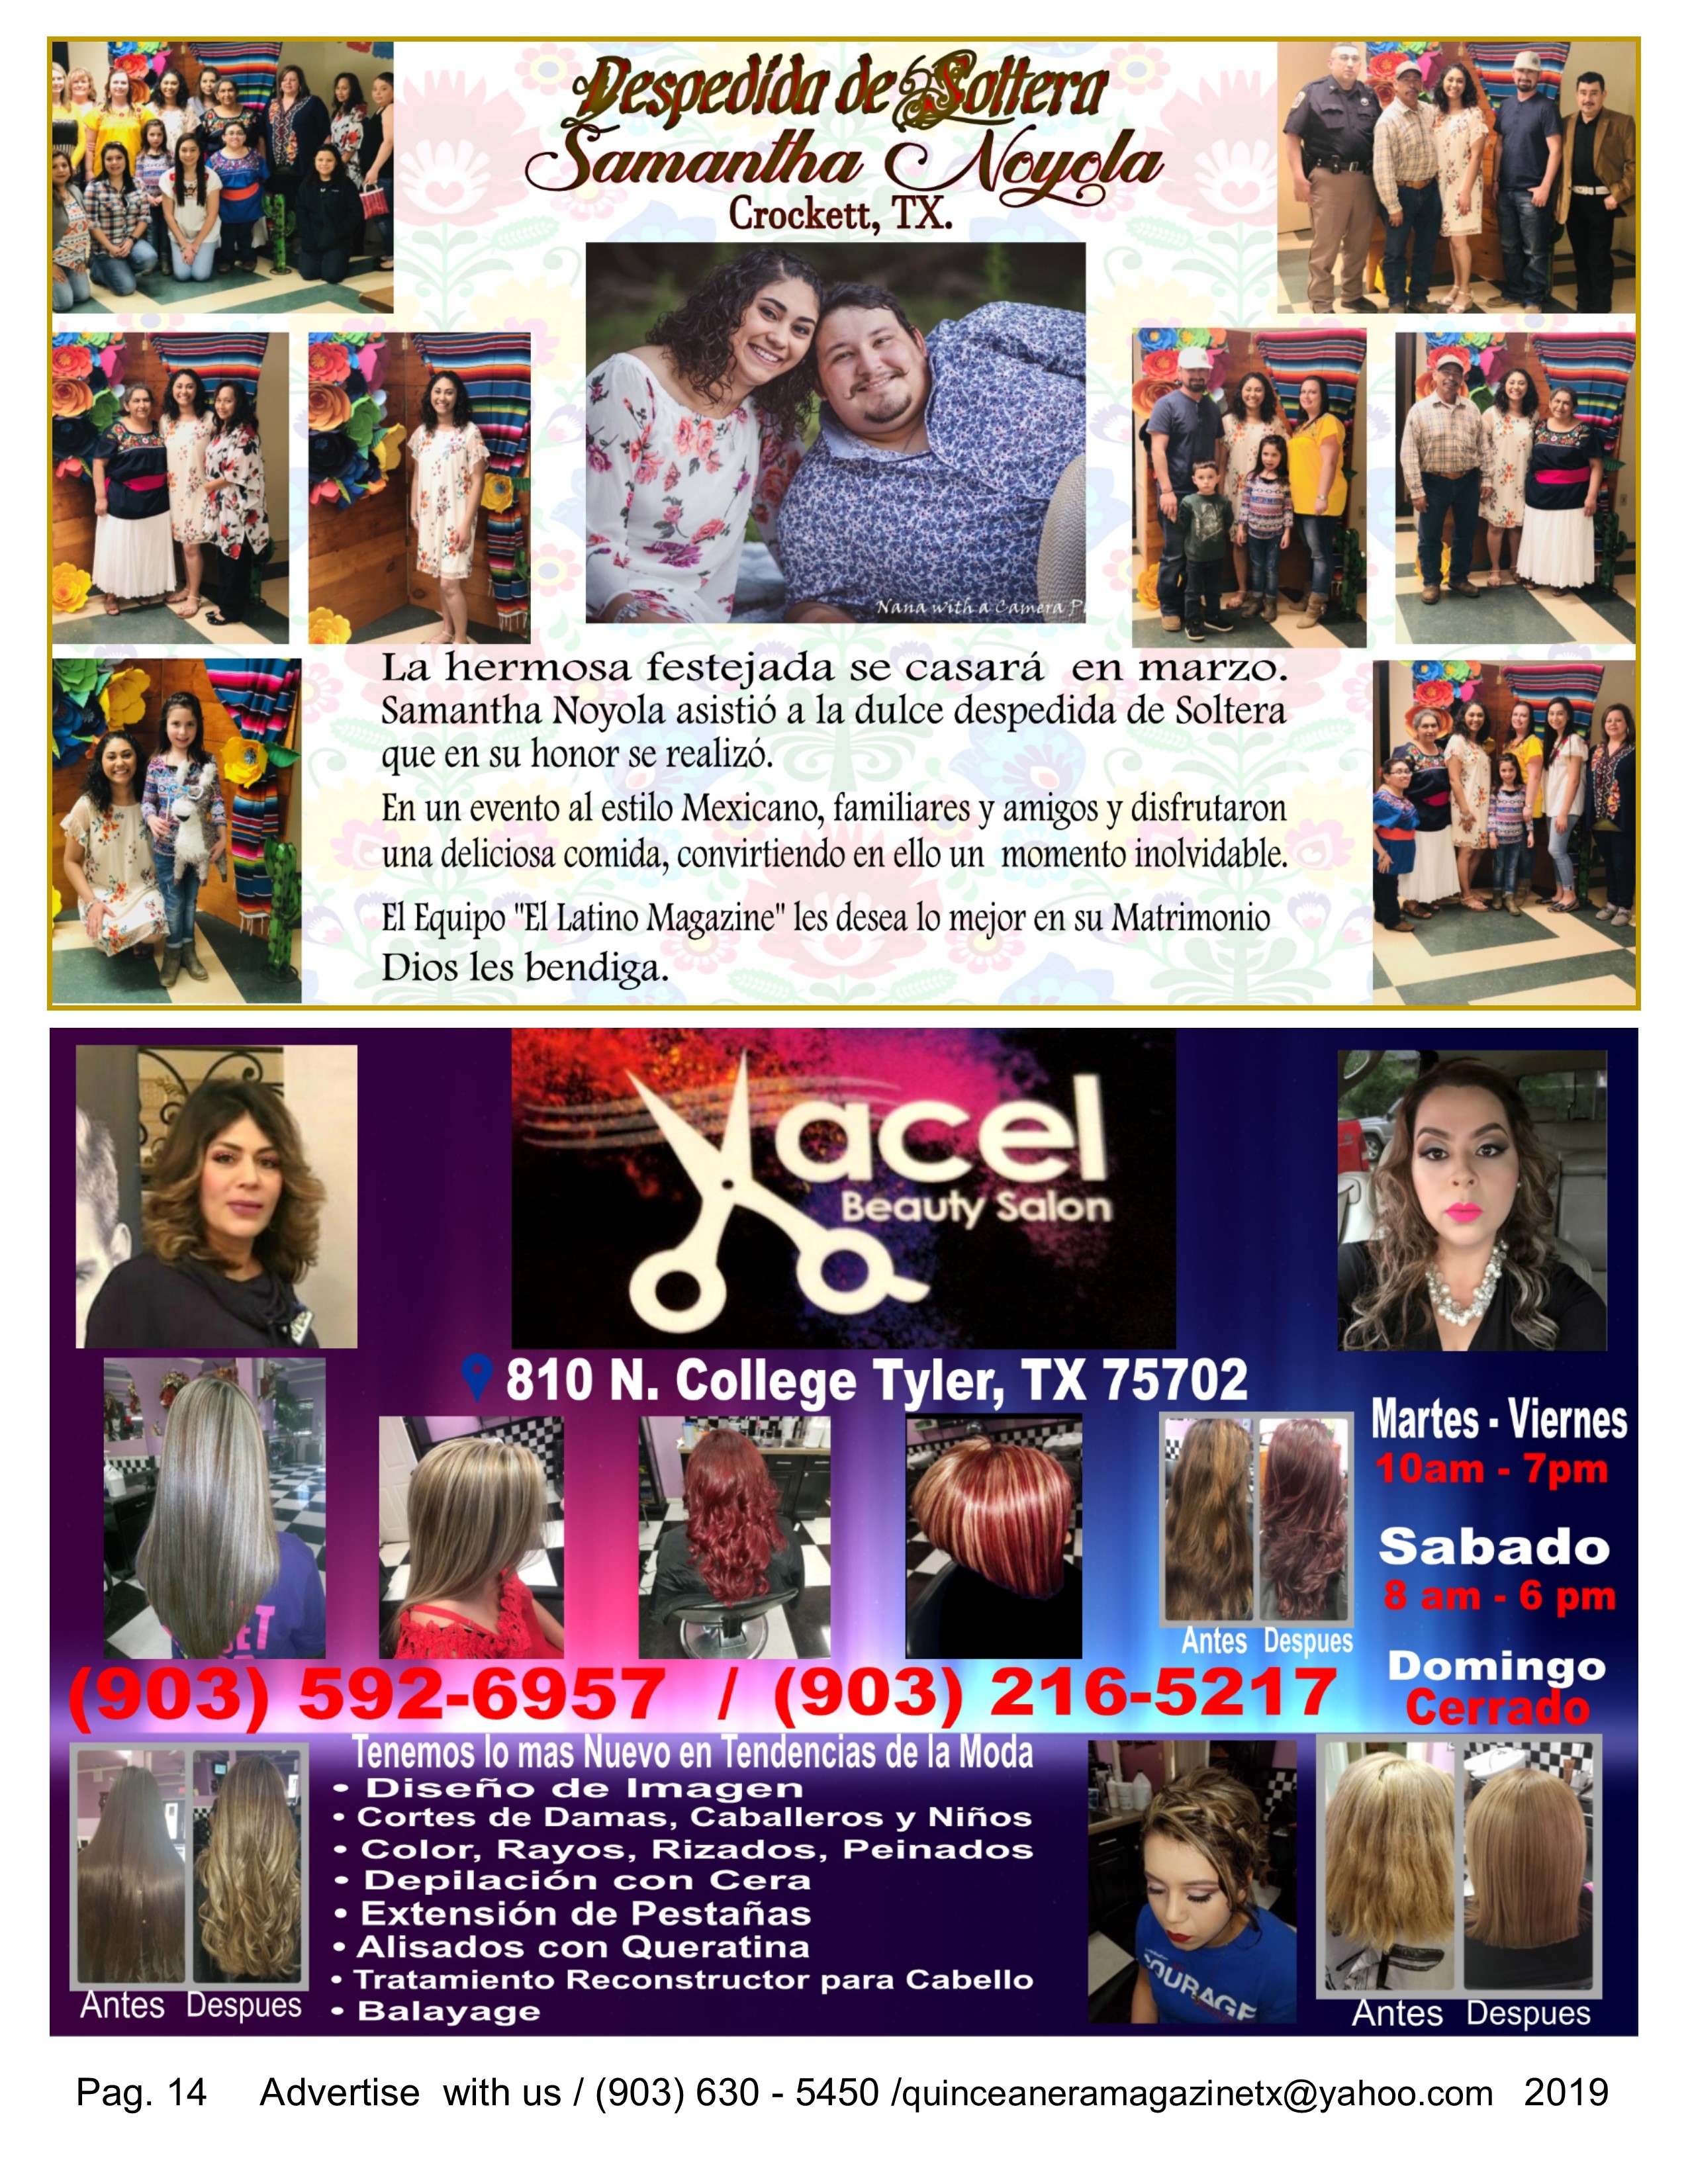 Despedida de Soltera
Samantha Noyola
Crockett, TX.
Nana with a Camera
La hermosa festejada se casará en marzo.
Samantha Noyola asistió a la dulce despedida de Soltera
que en su honor se realizó.
En un evento al estilo Mexicano, familiares y amigos y disfrutaron
una deliciosa comida, convirtiendo en ello un momento inolvidable.
El Equipo "El Latino Magazine" les desea lo mejor en su Matrimonio
Dios les bendiga.
acel
Beauty Salon
810 N. College Tyler, TX 75702
Martes - Viernes
10am - 7pm
Sabado
8 am - 6 pm
Domingo
Cerrado
Antes Despues
(903) 592-6957 / (903) 216-5217
Tenemos lo mas Nuevo en Tendencias de la Moda
• Diseño de Imagen
• Cortes de Damas, Caballeros y Niños
• Color, Rayos, Rizados, Peinados
• Depilación con Cera
• Extensión de Pestañas
• Alisados con Queratina
• Tratamiento Reconstructor para Cabello
• Balayage
Antes Despues
OURAGE
Antes Despues
Pag. 14 Advertise with us / (903) 630 - 5450 /quinceaneramagazinetx@yahoo.com 2019